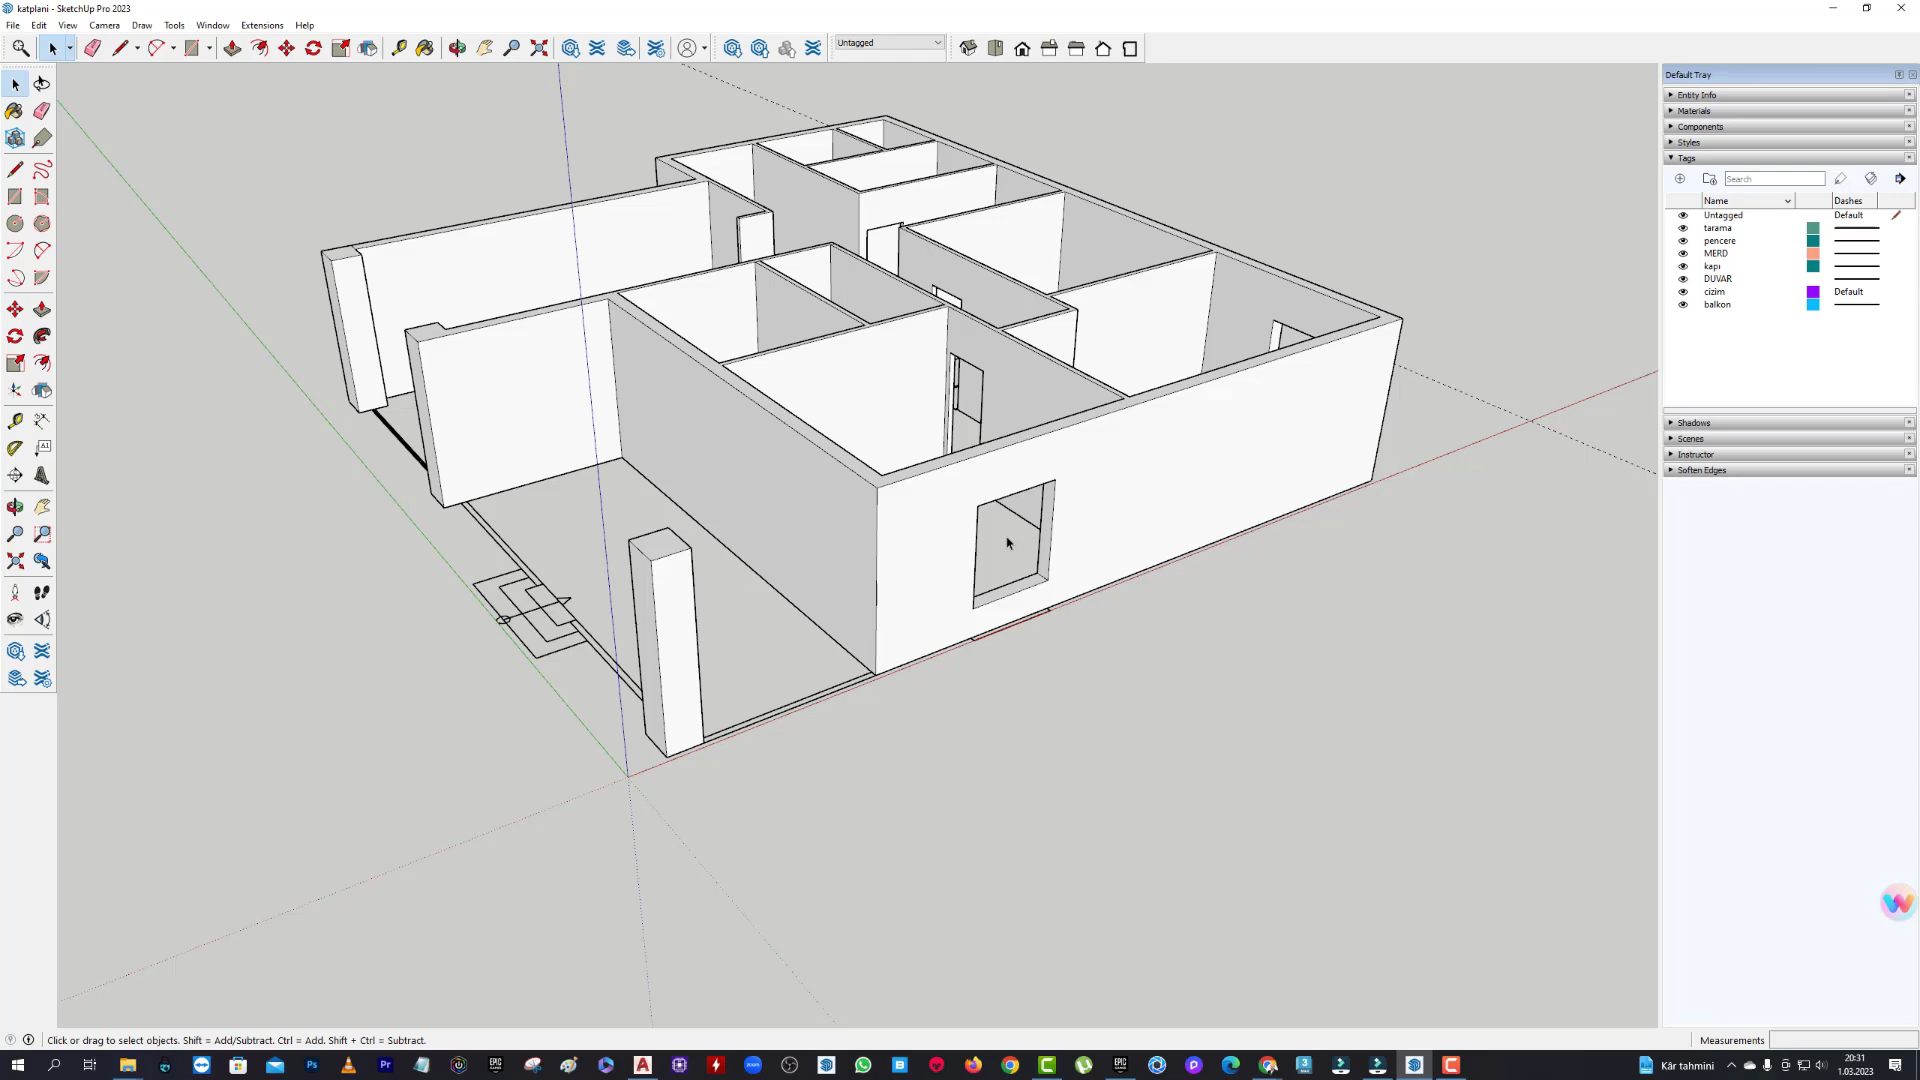 katplani - SketchUp Pro 2023
File Edit View Camera Draw Tools Window Extensions Help
Untagged
Default Tray
Entity Info
Materials
Components
Styles
Tags
Search
Name Dashes
Untagged Default
tarama
pencere
MERD
kapı
DUVAR
cizim Default
balkon
Shadows
Scenes
Instructor
Soften Edges
Click or drag to select objects. Shift = Add/Subtract. Ctrl = Add. Shift + Ctrl = Subtract.
Measurements
Kâr tahmini
20:31
1.03.2023